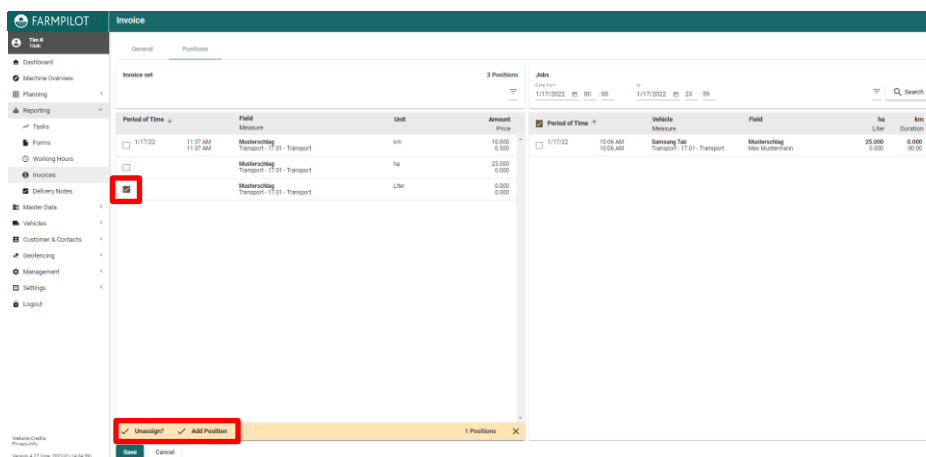 FARMPILOT
Invoice
Tim K
TIMK
General
Positions
Dashboard
Machine Overview
Planning
Reporting
Tasks
Forms
Working Hours
Invoices
Delivery Notes
Master Data
Vehicles
Customer & Contacts
Geofencing
Management
Settings
Logout
Website Credits
Privacy-Info
Invoice set
3 Positions
Period of Time
Field
Measure
Unit
Amount
Price
1/17/22
11:37 AM
11:37 AM
Musterschlag
Transport - 17.01 - Transport
km
10.000
0.500
Musterschlag
Transport - 17.01 - Transport
ha
25.000
0.000
Musterschlag
Transport - 17.01 - Transport
Liter
0.000
0.000
Unassign?
Add Position
1 Positions
Save
Cancel
Jobs
Date from
1/17/2022
00 : 00
to
1/17/2022
23 : 59
Search
Period of Time
Vehicle
Measure
Field
ha
Liter
km
Duration
1/17/22
10:06 AM
10:06 AM
Samsung Tab
Transport - 17.01 - Transport
Musterschlag
Max Mustermann
25.000
0.000
0.000
00:00